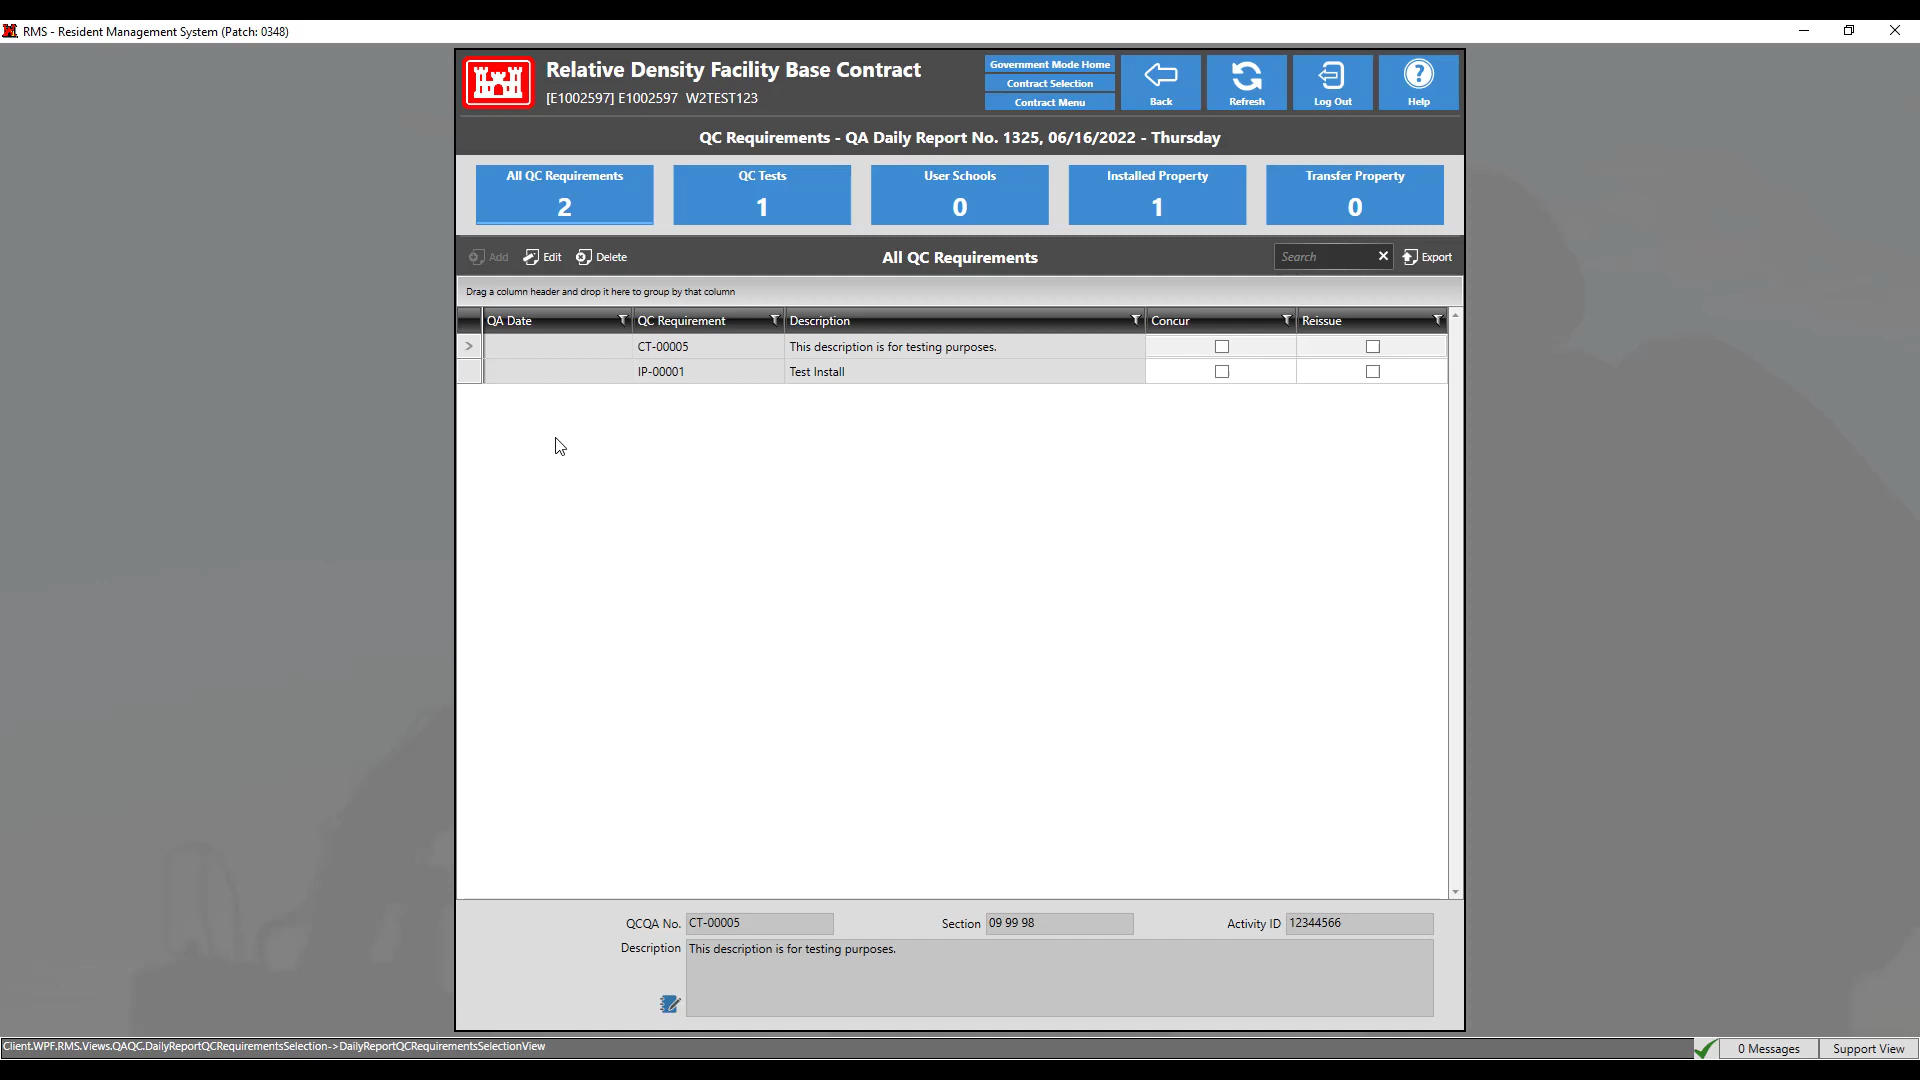 RMS - Resident Management System (Patch: 0348)
Relative Density Facility Base Contract
[E1002597] E1002597 W2TEST123
Government Mode Home
Contract Selection
Contract Menu
Back
Refresh
Log Out
? Help
QC Requirements - QA Daily Report No. 1325, 06/16/2022 - Thursday
All QC Requirements
2
QC Tests
1
User Schools
0
Installed Property
1
Transfer Property
0
Add Edit Delete
All QC Requirements
Search
Export
Drag a column header and drop it here to group by that column
QA Date QC Requirement Description Concur Reissue
CT-00005 This description is for testing purposes.
IP-00001 Test Install
QCQA No. CT-00005 Section 09 99 98 Activity ID 12344566
Description This description is for testing purposes.
Client.WPF.RMS.Views.QAQC.DailyReportQCRequirementsSelection->DailyReportQCRequirementsSelectionView
0 Messages
Support View